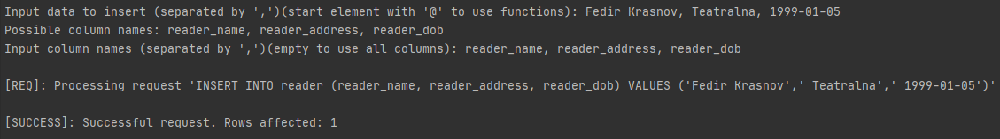 Input data to insert (separated by ',')(start element with '@' to use functions): Fedir Krasnov, Teatralna, 1999-01-05
Possible column names: reader_name, reader_address, reader_dob
Input column names (separated by ',')(empty to use all columns): reader_name, reader_address, reader_dob
[REQ]: Processing request 'INSERT INTO reader (reader_name, reader_address, reader_dob) VALUES ('Fedir Krasnov',' Teatralna',' 1999-01-05')'
[SUCCESS]: Successful request. Rows affected: 1